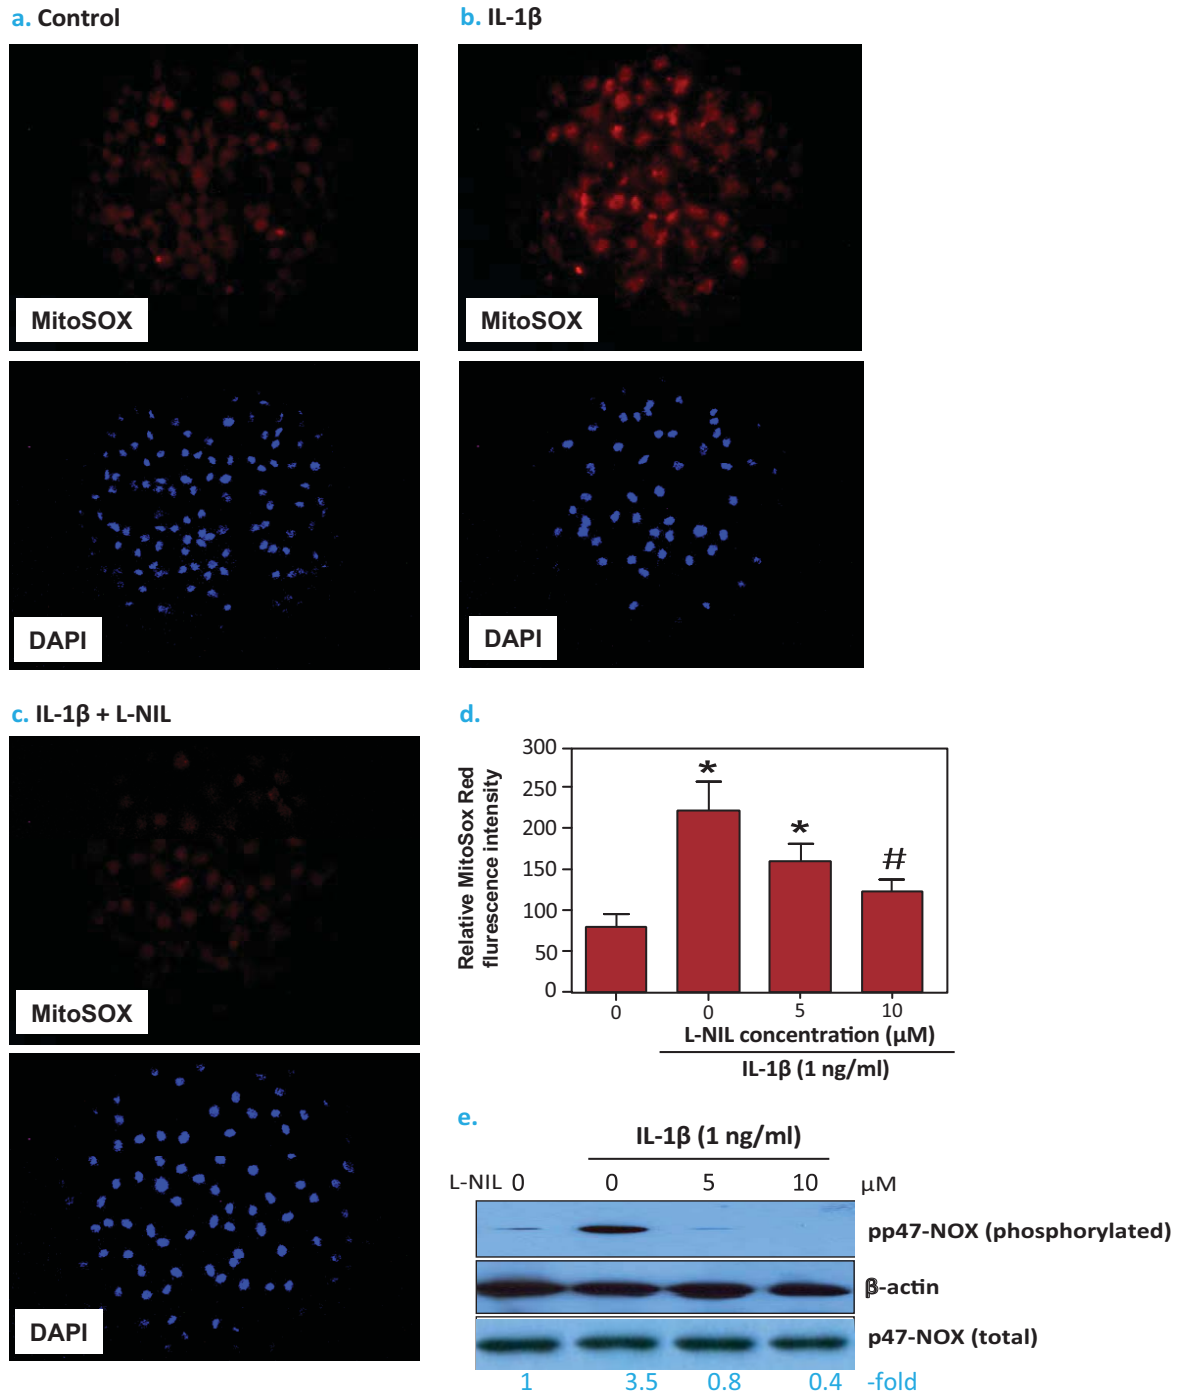 a. Control
b. IL-1β
MitoSOX
MitoSOX
DAPI
DAPI
c. IL-1β + L-NIL
d.
MitoSOX
DAPI
Relative MitoSox Red
flurescence intensity
300
250
200
150
100
50
0
0 0 5 10
L-NIL concentration (μM)
IL-1β (1 ng/ml)
e.
IL-1β (1 ng/ml)
L-NIL 0 0 5 10 μM
pp47-NOX (phosphorylated)
β-actin
p47-NOX (total)
1 3.5 0.8 0.4 -fold
* * #